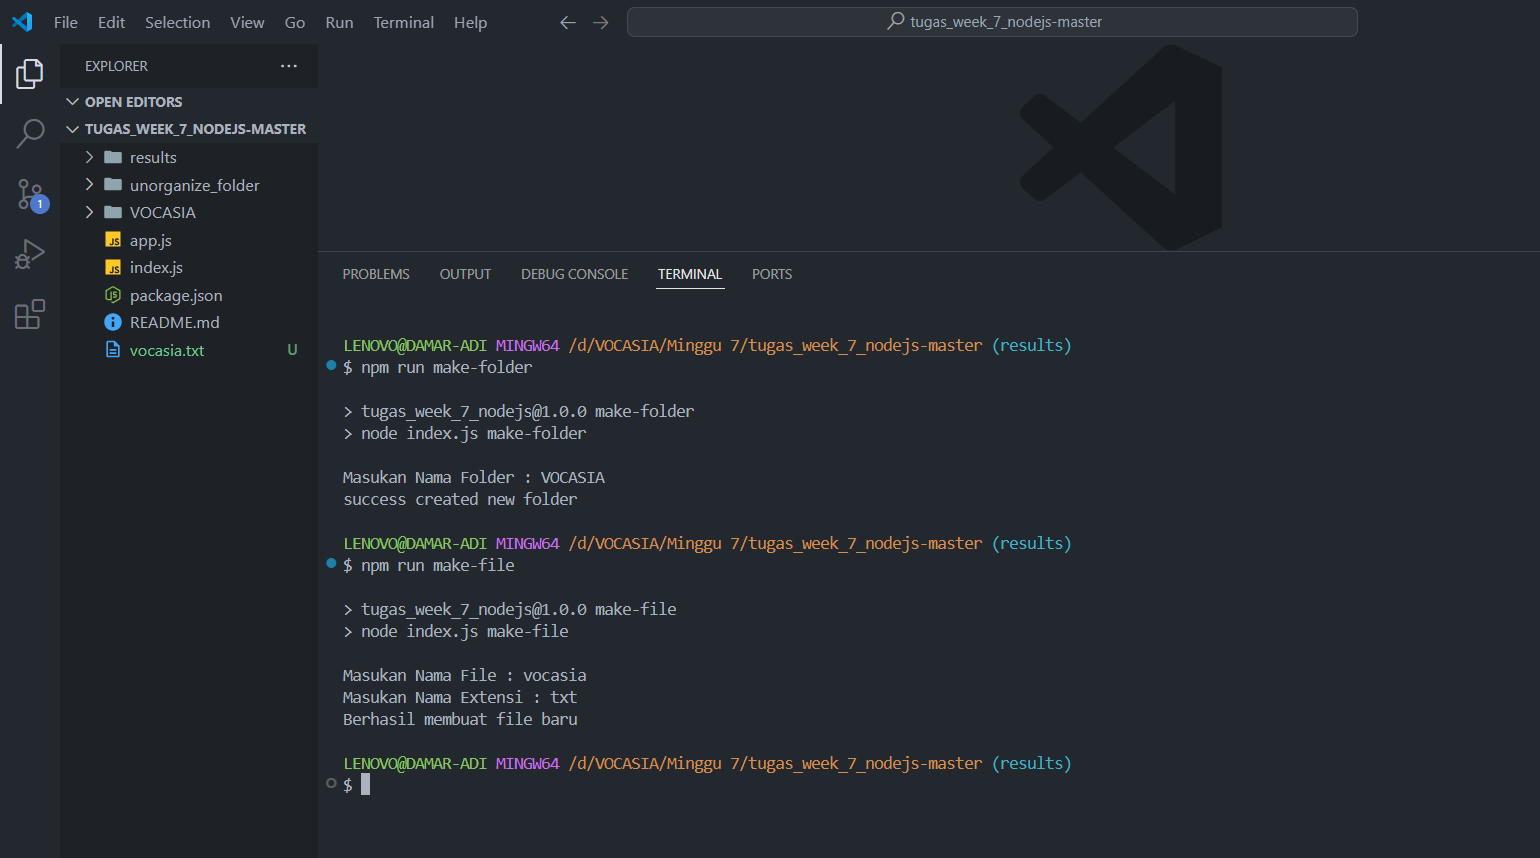 File Edit Selection View Go Run Terminal Help
tugas_week_7_nodejs-master
EXPLORER
OPEN EDITORS
TUGAS_WEEK_7_NODEJS-MASTER
results
unorganize_folder
VOCASIA
app.js
index.js
package.json
README.md
vocasia.txt U
1
PROBLEMS OUTPUT DEBUG CONSOLE TERMINAL PORTS
LENOVO@DAMAR-ADI MINGW64 /d/VOCASIA/Minggu 7/tugas_week_7_nodejs-master (results)
$ npm run make-folder
> tugas_week_7_nodejs@1.0.0 make-folder
> node index.js make-folder
Masukan Nama Folder : VOCASIA
success created new folder
LENOVO@DAMAR-ADI MINGW64 /d/VOCASIA/Minggu 7/tugas_week_7_nodejs-master (results)
$ npm run make-file
> tugas_week_7_nodejs@1.0.0 make-file
> node index.js make-file
Masukan Nama File : vocasia
Masukan Nama Extensi : txt
Berhasil membuat file baru
LENOVO@DAMAR-ADI MINGW64 /d/VOCASIA/Minggu 7/tugas_week_7_nodejs-master (results)
$